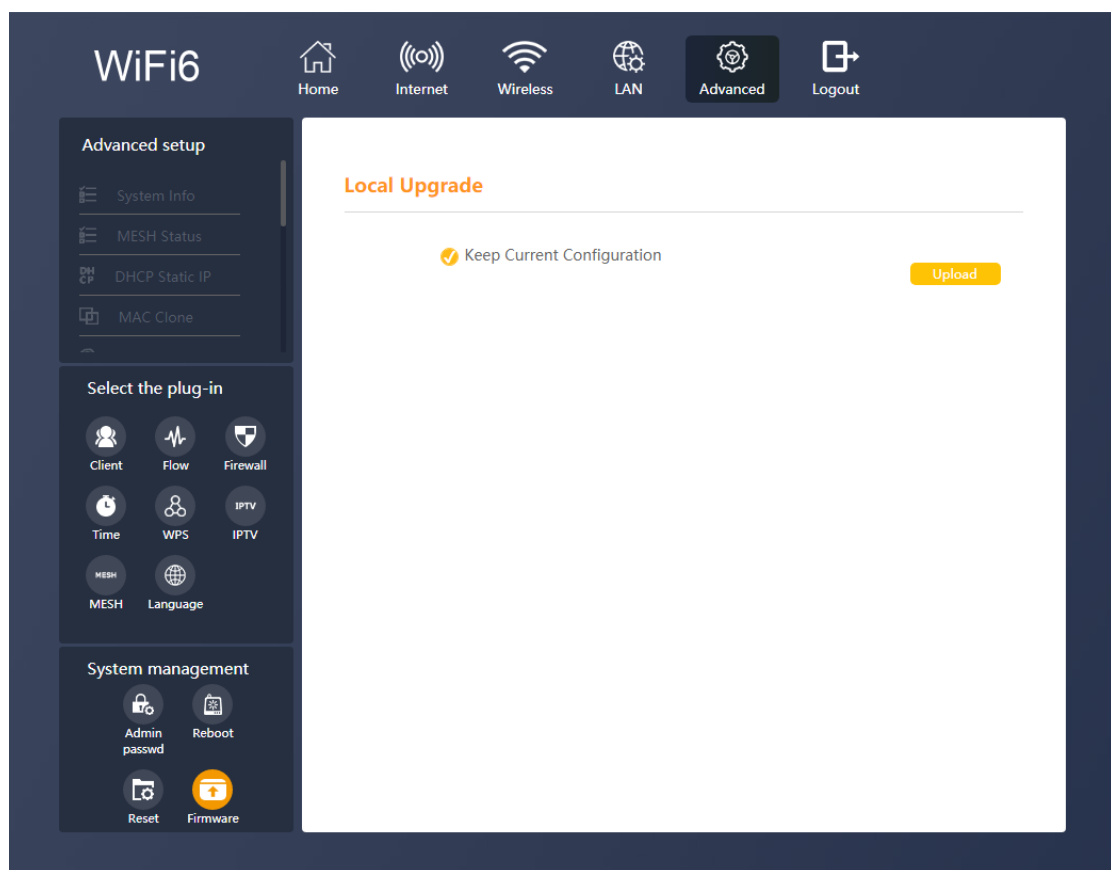 WiFi6
Home
Internet
Wireless
LAN
Advanced
Logout
Advanced setup
System Info
MESH Status
DH
CP
DHCP Static IP
MAC Clone
Select the plug-in
Client
Flow
Firewall
Time
WPS
IPTV
IPTV
MESH
MESH
Language
System management
Admin
passwd
Reboot
Reset
Firmware
Local Upgrade
Keep Current Configuration
Upload